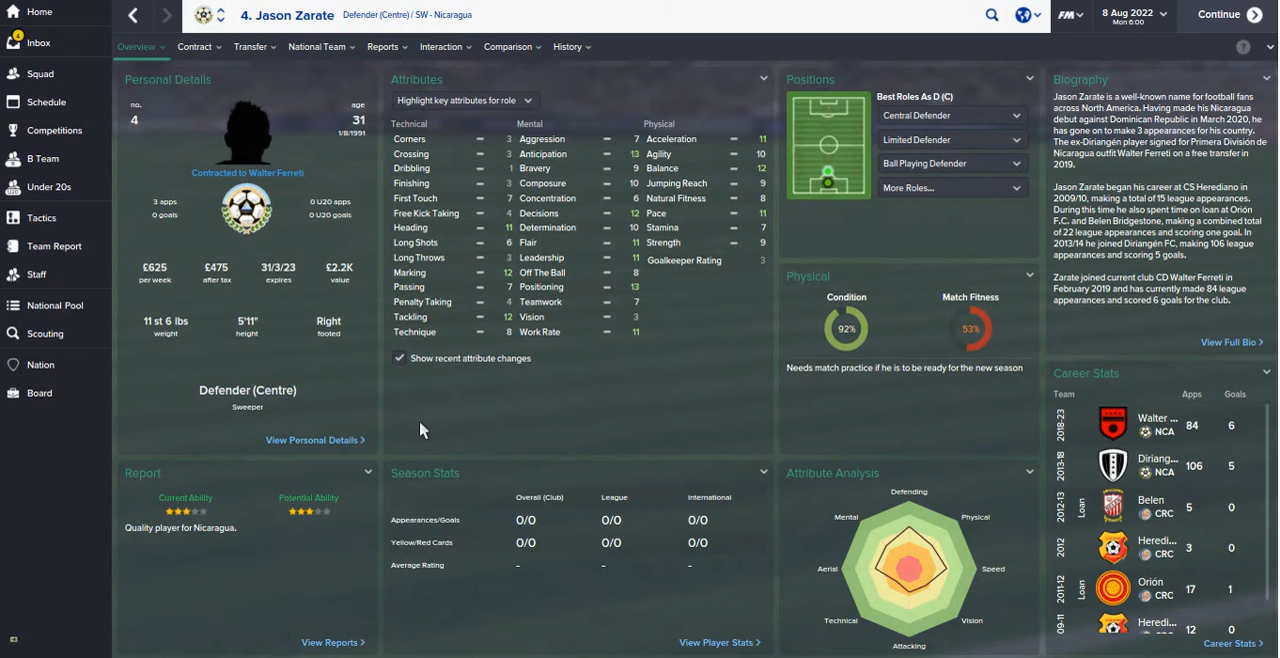 Home
Inbox
4
Squad
Schedule
Competitions
B Team
Under 20s
Tactics
Team Report
Staff
National Pool
Scouting
Nation
Board
4. Jason Zarate
Defender (Centre) / SW - Nicaragua
FM
8 Aug 2022
Mon 6:00
Continue
Overview
Contract
Transfer
National Team
Reports
Interaction
Comparison
History
?
Personal Details
no.
4
age
31
1/8/1991
Contracted to Walter Ferreti
3 apps
0 goals
0 U20 apps
0 U20 goals
£625
per week
£475
after tax
31/3/23
expires
£2.2K
value
11 st 6 lbs
weight
5'11"
height
Right
footed
Defender (Centre)
Sweeper
View Personal Details >
Attributes
Highlight key attributes for role
Technical
Corners - 3
Crossing - 3
Dribbling - 1
Finishing - 3
First Touch - 7
Free Kick Taking - 4
Heading - 11
Long Shots - 6
Long Throws - 3
Marking - 12
Passing - 7
Penalty Taking - 4
Tackling - 12
Technique - 8
Mental
Aggression - 7
Anticipation - 13
Bravery - 9
Composure - 10
Concentration - 6
Decisions - 12
Determination - 10
Flair - 11
Leadership - 11
Off The Ball - 8
Positioning - 13
Teamwork - 7
Vision - 3
Work Rate - 11
Physical
Acceleration - 11
Agility - 10
Balance - 12
Jumping Reach - 9
Natural Fitness - 8
Pace - 11
Stamina - 7
Strength - 9
Goalkeeper Rating 3
Show recent attribute changes
Positions
Best Roles As D (C)
Central Defender
Limited Defender
Ball Playing Defender
More Roles...
Physical
Condition
92%
Match Fitness
53%
Needs match practice if he is to be ready for the new season
Biography
Jason Zarate is a well-known name for football fans
across North America. Having made his Nicaragua
debut against Dominican Republic in March 2020, he
has gone on to make 3 appearances for his country.
The ex-Diriangén player signed for Primera División de
Nicaragua outfit Walter Ferreti on a free transfer in
2019.
Jason Zarate began his career at CS Herediano in
2009/10, making a total of 15 league appearances.
During this time he also spent time on loan at Orión
F.C. and Belen Bridgestone, making a combined total
of 22 league appearances and scoring one goal. In
2013/14 he joined Diriangén FC, making 106 league
appearances and scoring 5 goals.
Zarate joined current club CD Walter Ferreti in
February 2019 and has currently made 84 league
appearances and scored 6 goals for the club.
View Full Bio >
Career Stats
Team Apps Goals
2018-23 Walter ... NCA 84 6
2013-18 Diriang... NCA 106 5
2012-13 Loan Belen CRC 5 0
2012 Heredi... CRC 3 0
2011-12 Loan Orión CRC 17 1
09-11 Heredi... CRC 12 0
Career Stats >
Report
Current Ability
Potential Ability
Quality player for Nicaragua.
View Reports >
Season Stats
Overall (Club) League International
Appearances/Goals 0/0 0/0 0/0
Yellow/Red Cards 0/0 0/0 0/0
Average Rating - - -
View Player Stats >
Attribute Analysis
Defending
Physical
Speed
Vision
Attacking
Technical
Aerial
Mental